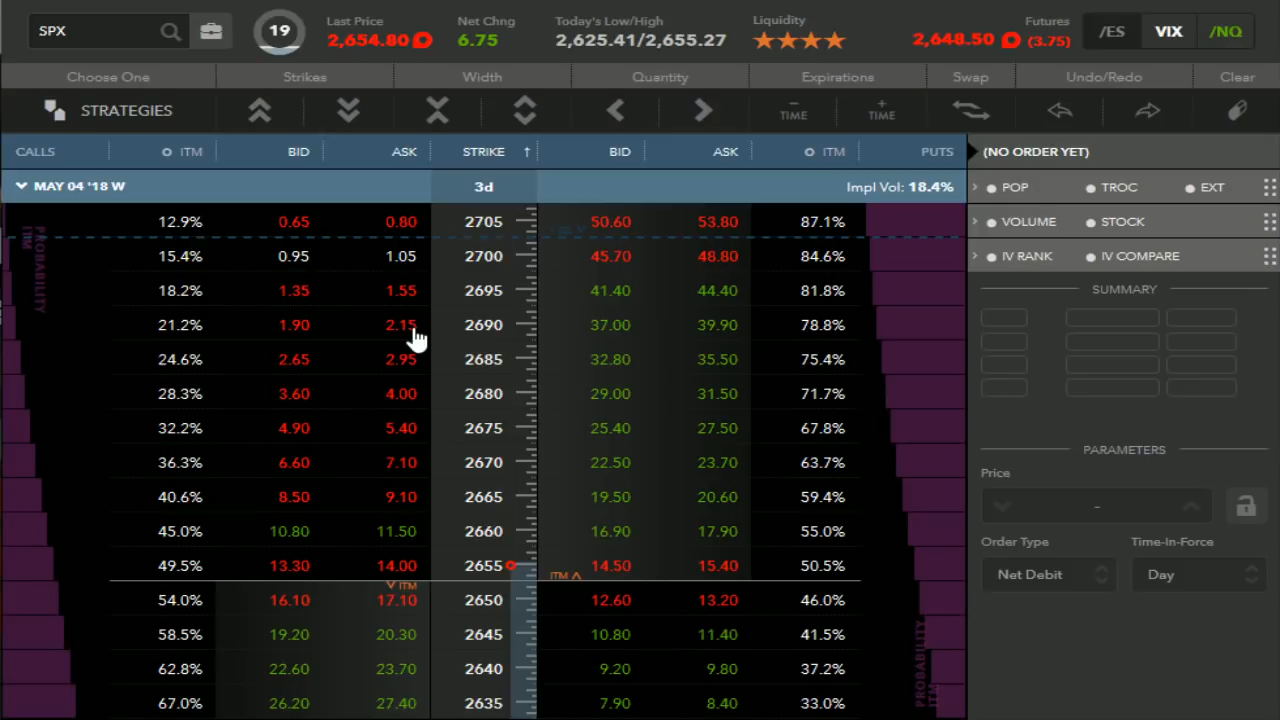 SPX
19
Last Price
2,654.80
Net Chng
6.75
Today's Low/High
2,625.41/2,655.27
Liquidity
Futures
2,648.50 (3.75)
/ES VIX /NQ
Choose One Strikes Width Quantity Expirations Swap Undo/Redo Clear
STRATEGIES
− TIME
+ TIME
CALLS ITM BID ASK STRIKE ↑ BID ASK ITM PUTS
(NO ORDER YET)
MAY 04 '18 W 3d Impl Vol: 18.4%
POP TROC EXT
12.9% 0.65 0.80 2705 50.60 53.80 87.1%
VOLUME STOCK
15.4% 0.95 1.05 2700 45.70 48.80 84.6%
IV RANK IV COMPARE
PROBABILITY ITM
18.2% 1.35 1.55 2695 41.40 44.40 81.8%
SUMMARY
21.2% 1.90 2.15 2690 37.00 39.90 78.8%
24.6% 2.65 2.95 2685 32.80 35.50 75.4%
28.3% 3.60 4.00 2680 29.00 31.50 71.7%
32.2% 4.90 5.40 2675 25.40 27.50 67.8%
PARAMETERS
36.3% 6.60 7.10 2670 22.50 23.70 63.7%
Price
40.6% 8.50 9.10 2665 19.50 20.60 59.4%
-
45.0% 10.80 11.50 2660 16.90 17.90 55.0%
Order Type Time-In-Force
49.5% 13.30 14.00 2655 14.50 15.40 50.5%
Net Debit Day
ITM
ITM
54.0% 16.10 17.10 2650 12.60 13.20 46.0%
58.5% 19.20 20.30 2645 10.80 11.40 41.5%
62.8% 22.60 23.70 2640 9.20 9.80 37.2%
67.0% 26.20 27.40 2635 7.90 8.40 33.0%
PROBABILITY ITM